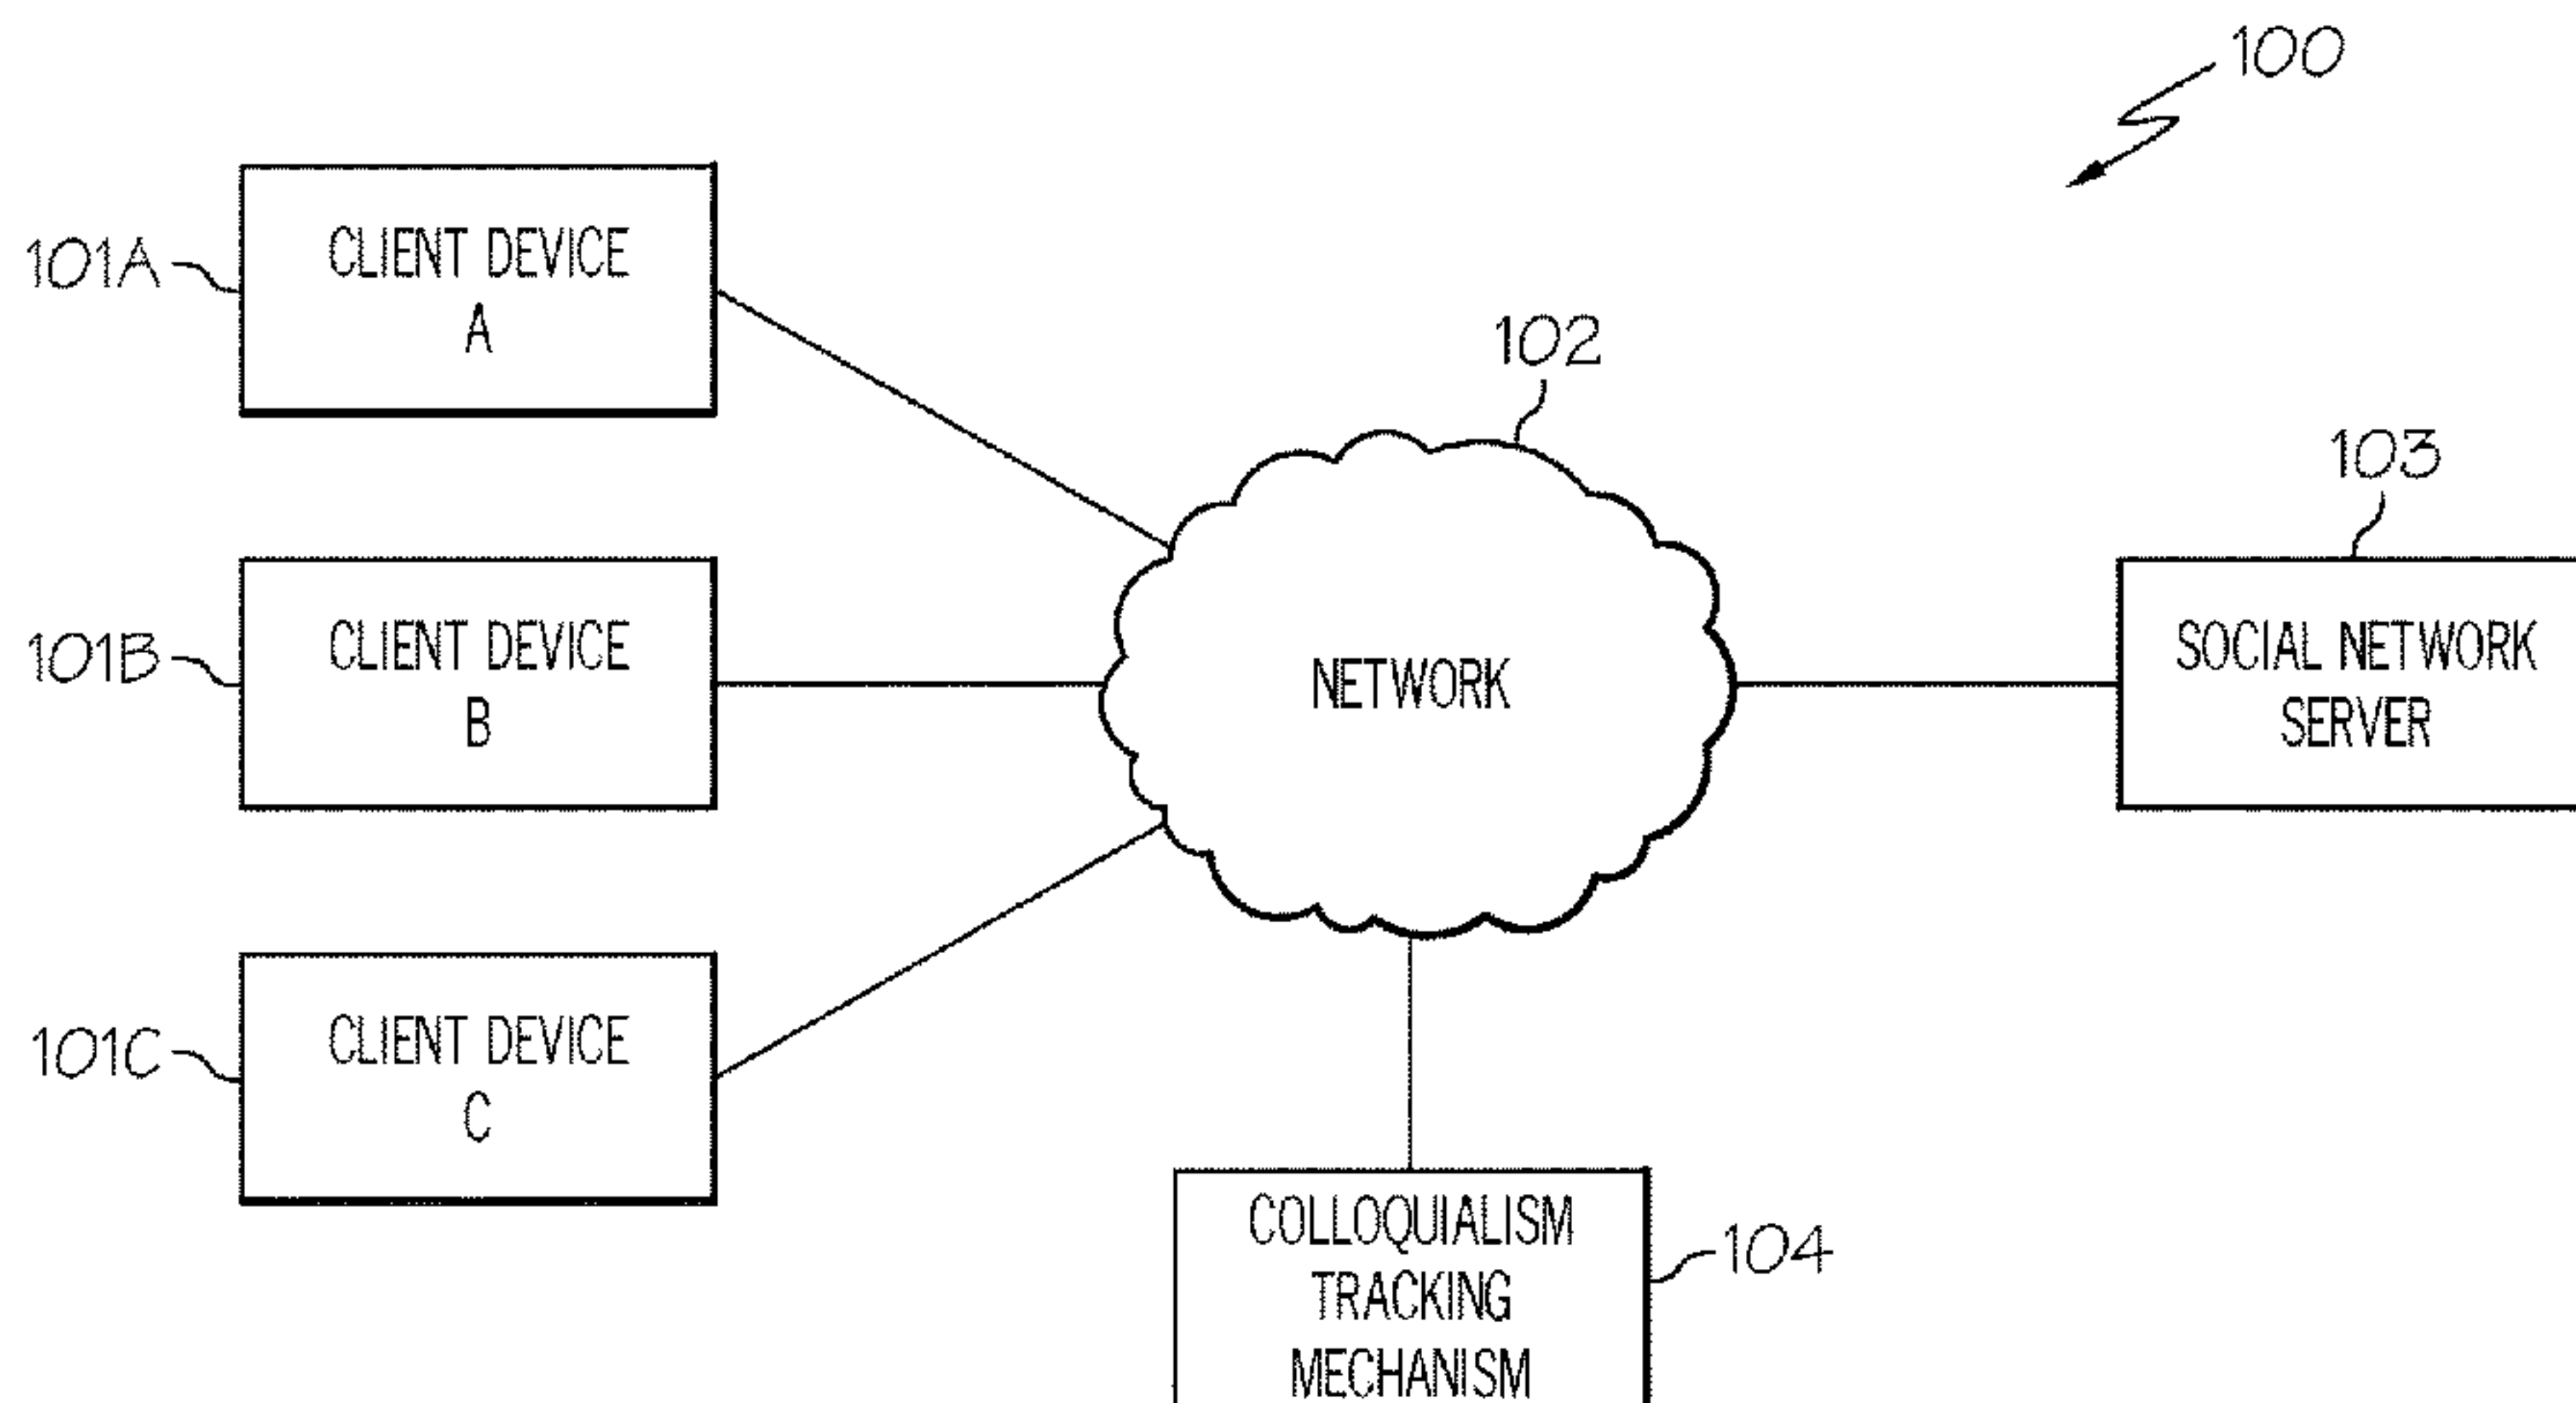 100
101A
CLIENT DEVICE
A
102
103
101B
CLIENT DEVICE
B
NETWORK
SOCIAL NETWORK
SERVER
101C
CLIENT DEVICE
C
COLLOQUIALISM
TRACKING
MECHANISM
104